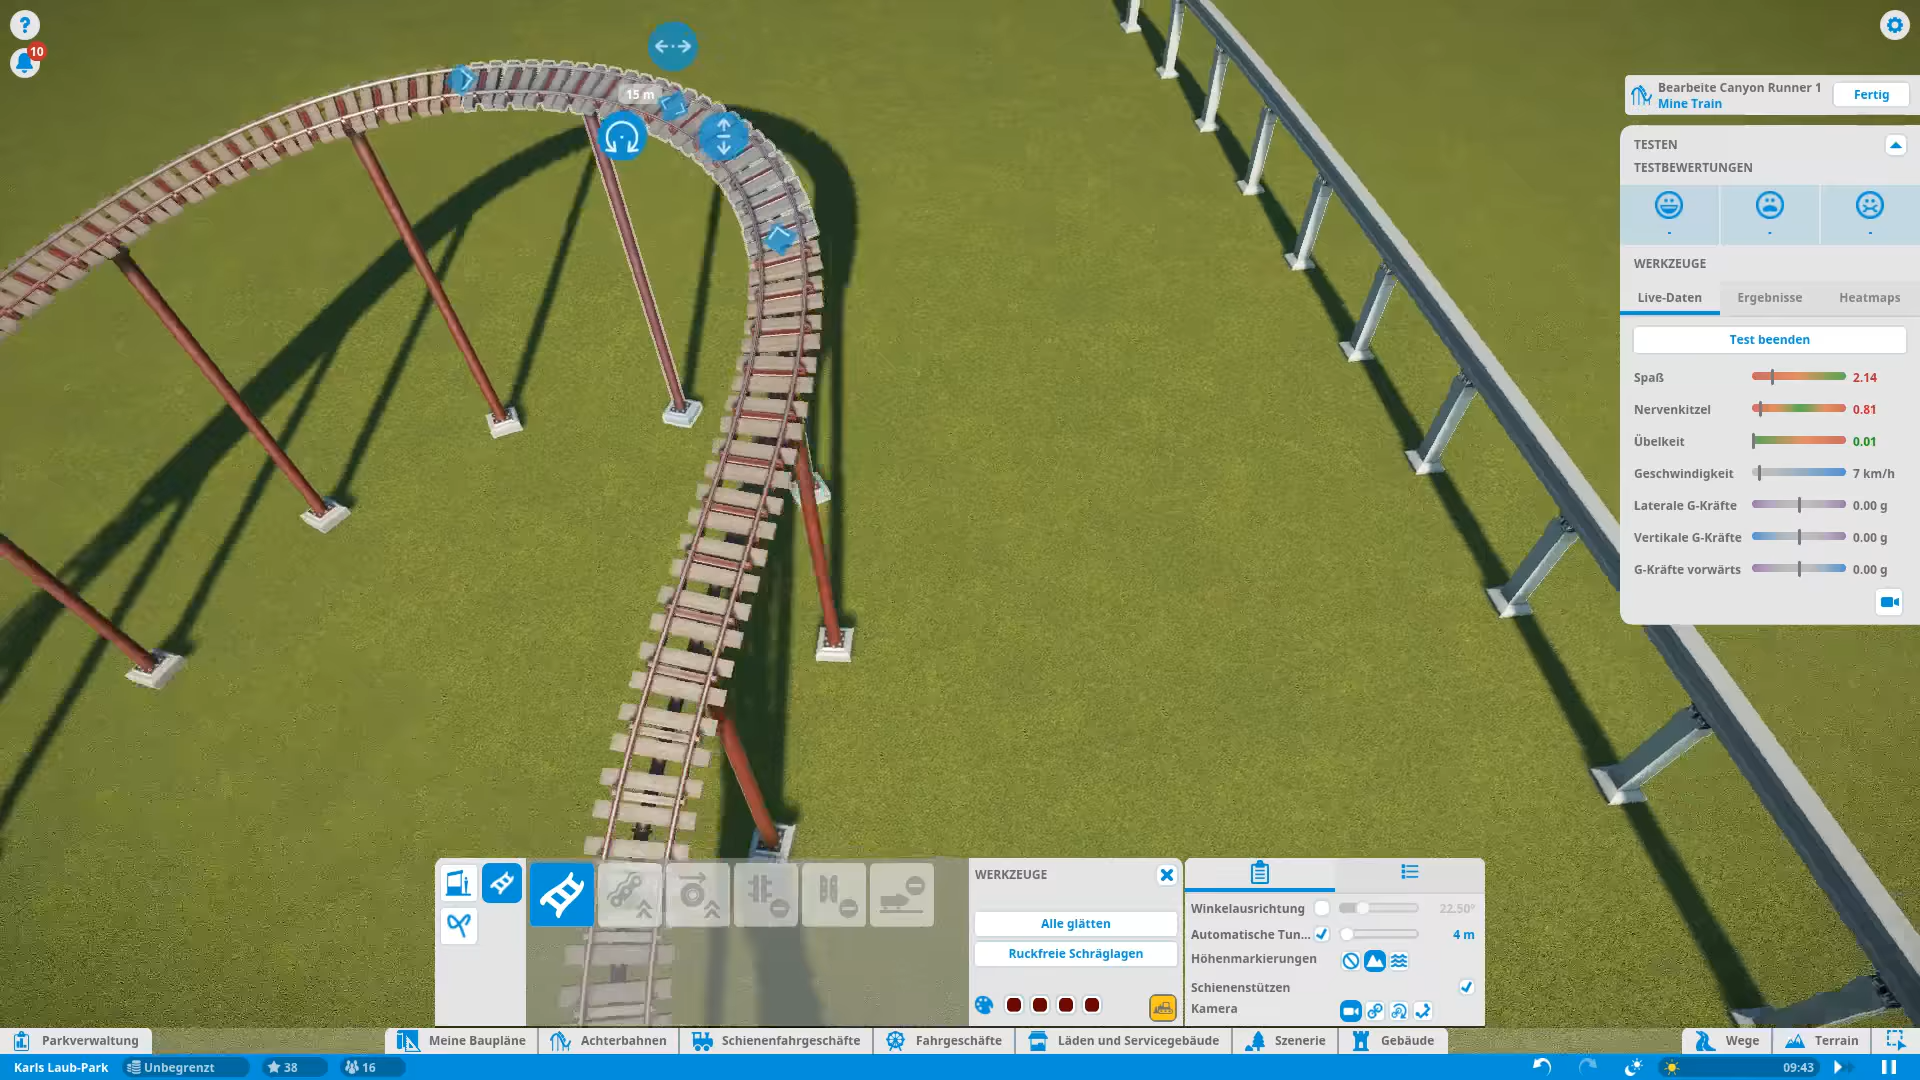 ?
10
15 m
Bearbeite Canyon Runner 1
Mine Train
Fertig
TESTEN
TESTBEWERTUNGEN
- - -
WERKZEUGE
Live-Daten Ergebnisse Heatmaps
Test beenden
Spaß 2.14
Nervenkitzel 0.81
Übelkeit 0.01
Geschwindigkeit 7 km/h
Laterale G-Kräfte 0.00 g
Vertikale G-Kräfte 0.00 g
G-Kräfte vorwärts 0.00 g
WERKZEUGE
Alle glätten
Ruckfreie Schräglagen
Winkelausrichtung 22.50°
Automatische Tun... 4 m
Höhenmarkierungen
Schienenstützen
Kamera
Parkverwaltung
Meine Baupläne Achterbahnen Schienenfahrgeschäfte Fahrgeschäfte Läden und Servicegebäude Szenerie Gebäude
Wege Terrain
Karls Laub-Park Unbegrenzt 38 16
09:43